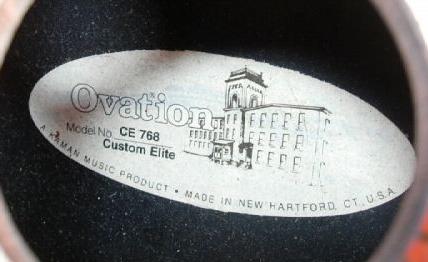 Ovation
Model No. CE 768
Custom Elite
A KAMAN MUSIC PRODUCT • MADE IN NEW HARTFORD, CT., U.S.A.